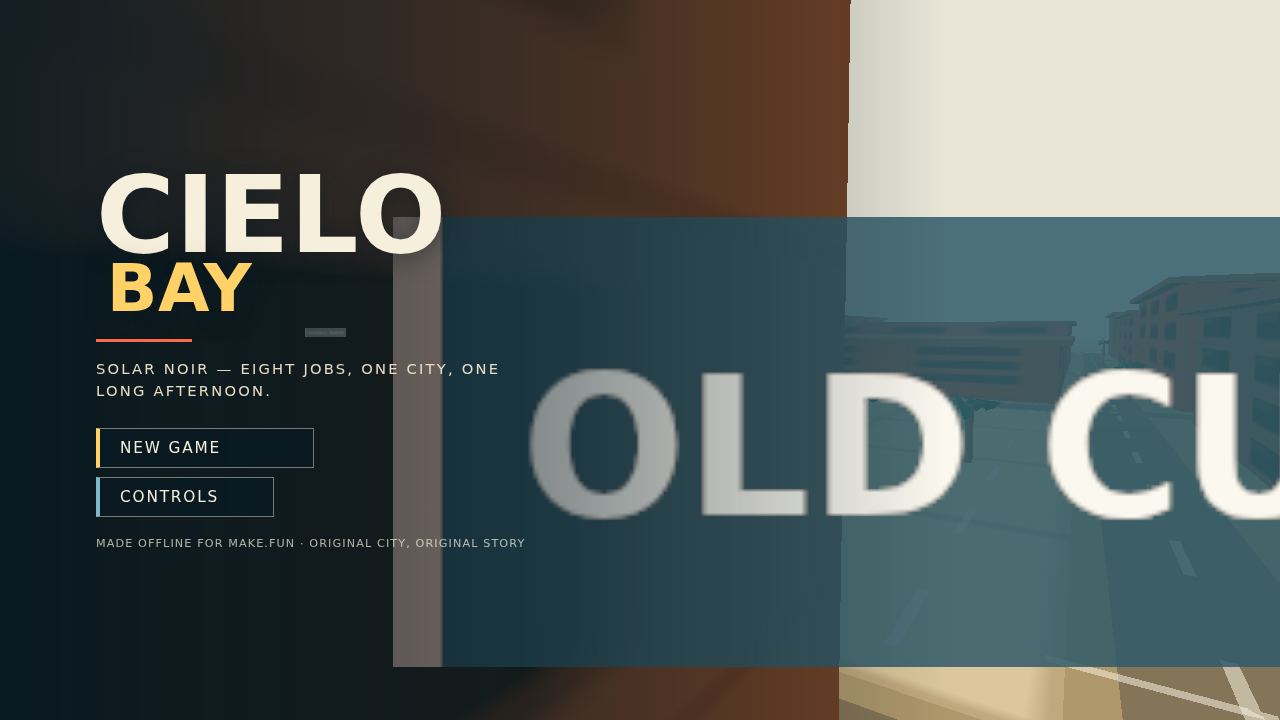 CIELO
BAY
SOLAR NOIR — EIGHT JOBS, ONE CITY, ONE
LONG AFTERNOON.
NEW GAME
CONTROLS
MADE OFFLINE FOR MAKE.FUN · ORIGINAL CITY, ORIGINAL STORY
OLD CU